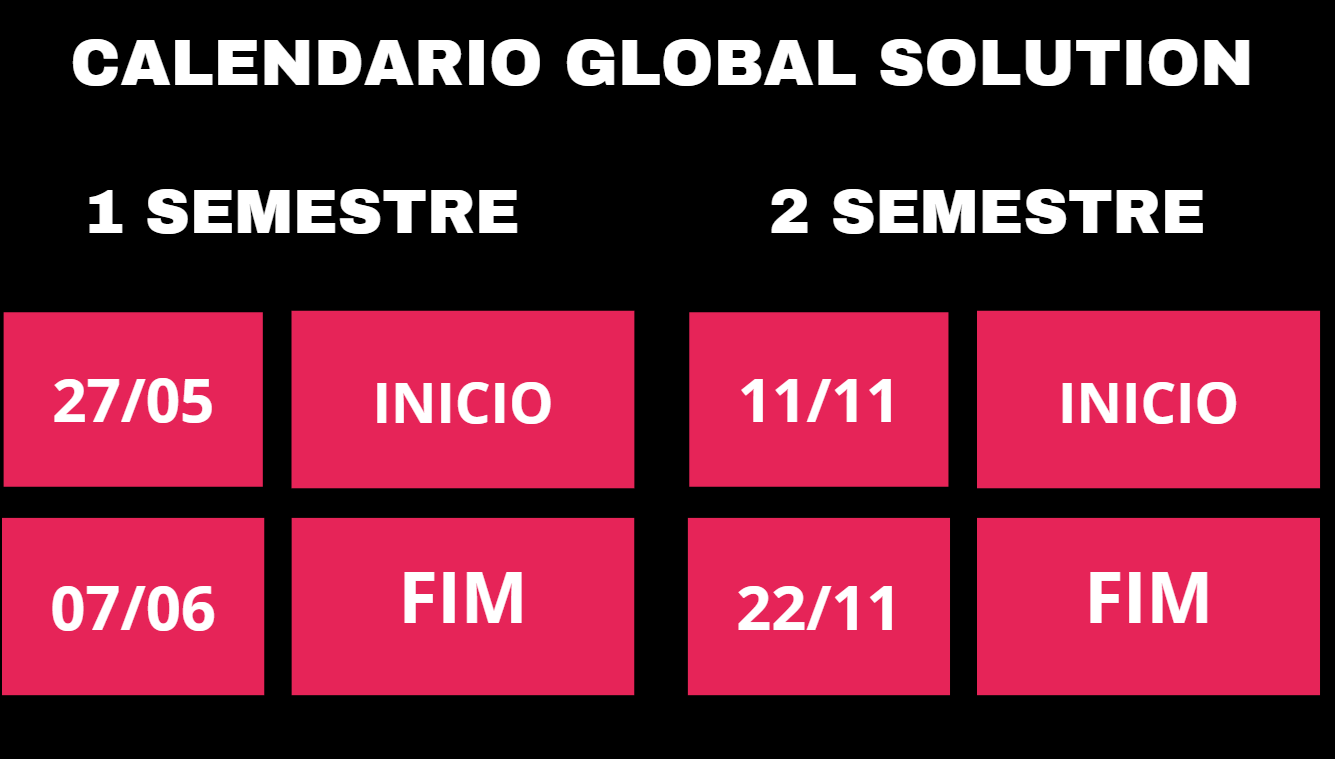 CALENDARIO GLOBAL SOLUTION
1 SEMESTRE
2 SEMESTRE
27/05 INICIO
11/11 INICIO
07/06 FIM
22/11 FIM